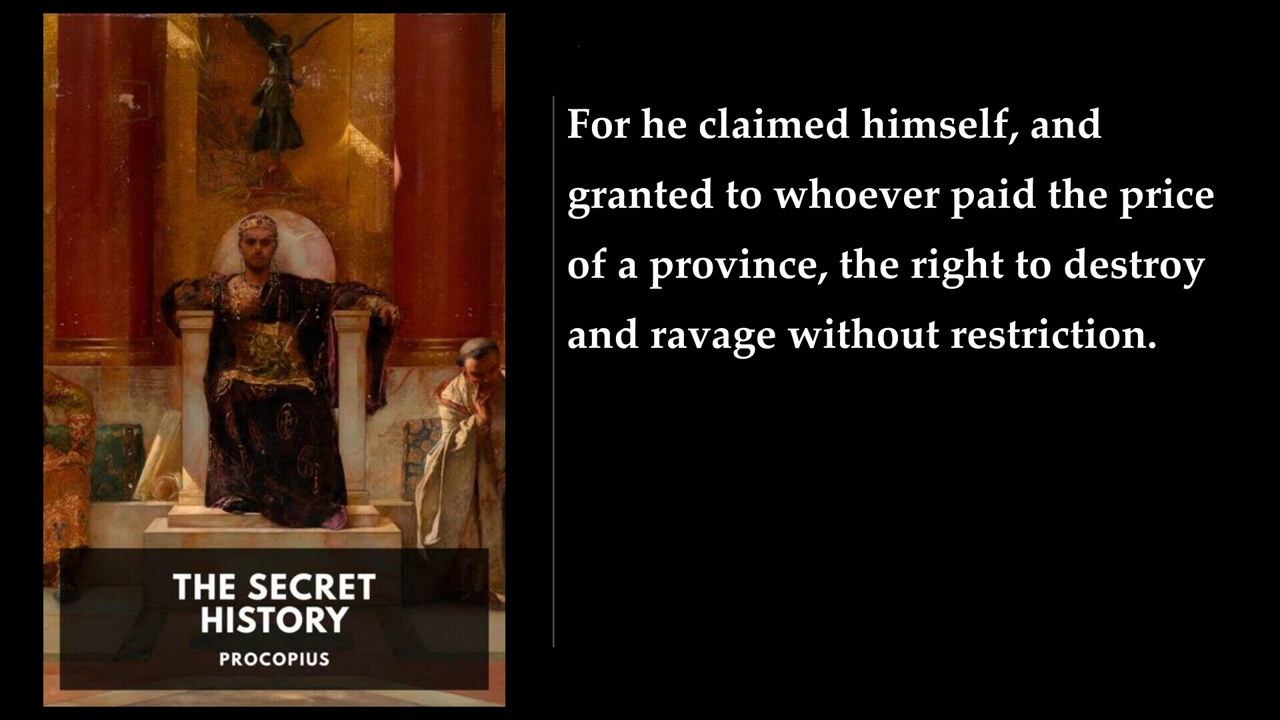 THE SECRET
HISTORY
PROCOPIUS
For he claimed himself, and
granted to whoever paid the price
of a province, the right to destroy
and ravage without restriction.